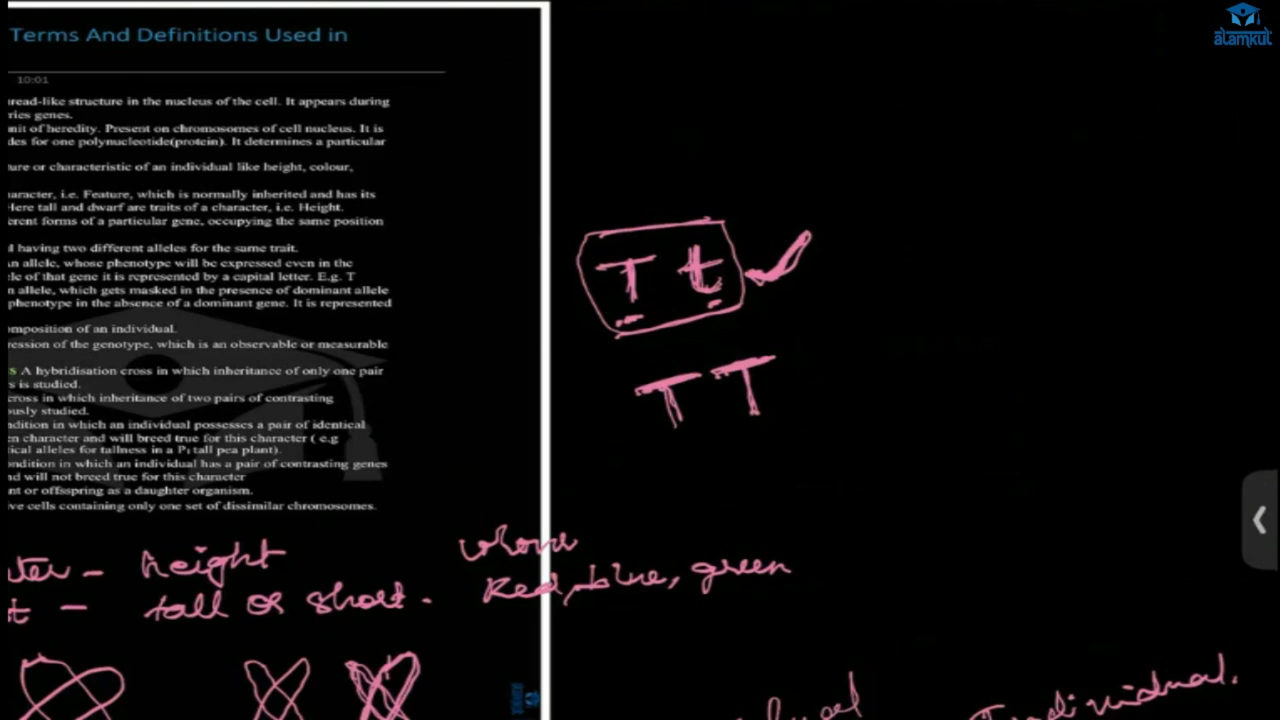 Terms And Definitions Used in
alamkul
10:01
read-like structure in the nucleus of the cell. It appears during
ries genes.
nit of heredity. Present on chromosomes of cell nucleus. It is
des for one polynucleotide(protein). It determines a particular
ure or characteristic of an individual like height, colour,
aracter, i.e. Feature, which is normally inherited and has its
Here tall and dwarf are traits of a character, i.e. Height.
erent forms of a particular gene, occupying the same position
l having two different alleles for the same trait.
n allele, whose phenotype will be expressed even in the
le of that gene it is represented by a capital letter. E.g. T
n allele, which gets masked in the presence of dominant allele
phenotype in the absence of a dominant gene. It is represented
omposition of an individual.
ression of the genotype, which is an observable or measurable
s A hybridisation cross in which inheritance of only one pair
s is studied.
cross in which inheritance of two pairs of contrasting
ously studied.
ndition in which an individual possesses a pair of identical
en character and will breed true for this character ( e.g
tical alleles for tallness in a P1 tall pea plant).
ondition in which an individual has a pair of contrasting genes
nd will not breed true for this character
nt or offsspring as a daughter organism.
ive cells containing only one set of dissimilar chromosomes.
T t
T T
ter - height
t - tall or short. Red, blue, green
Individual.